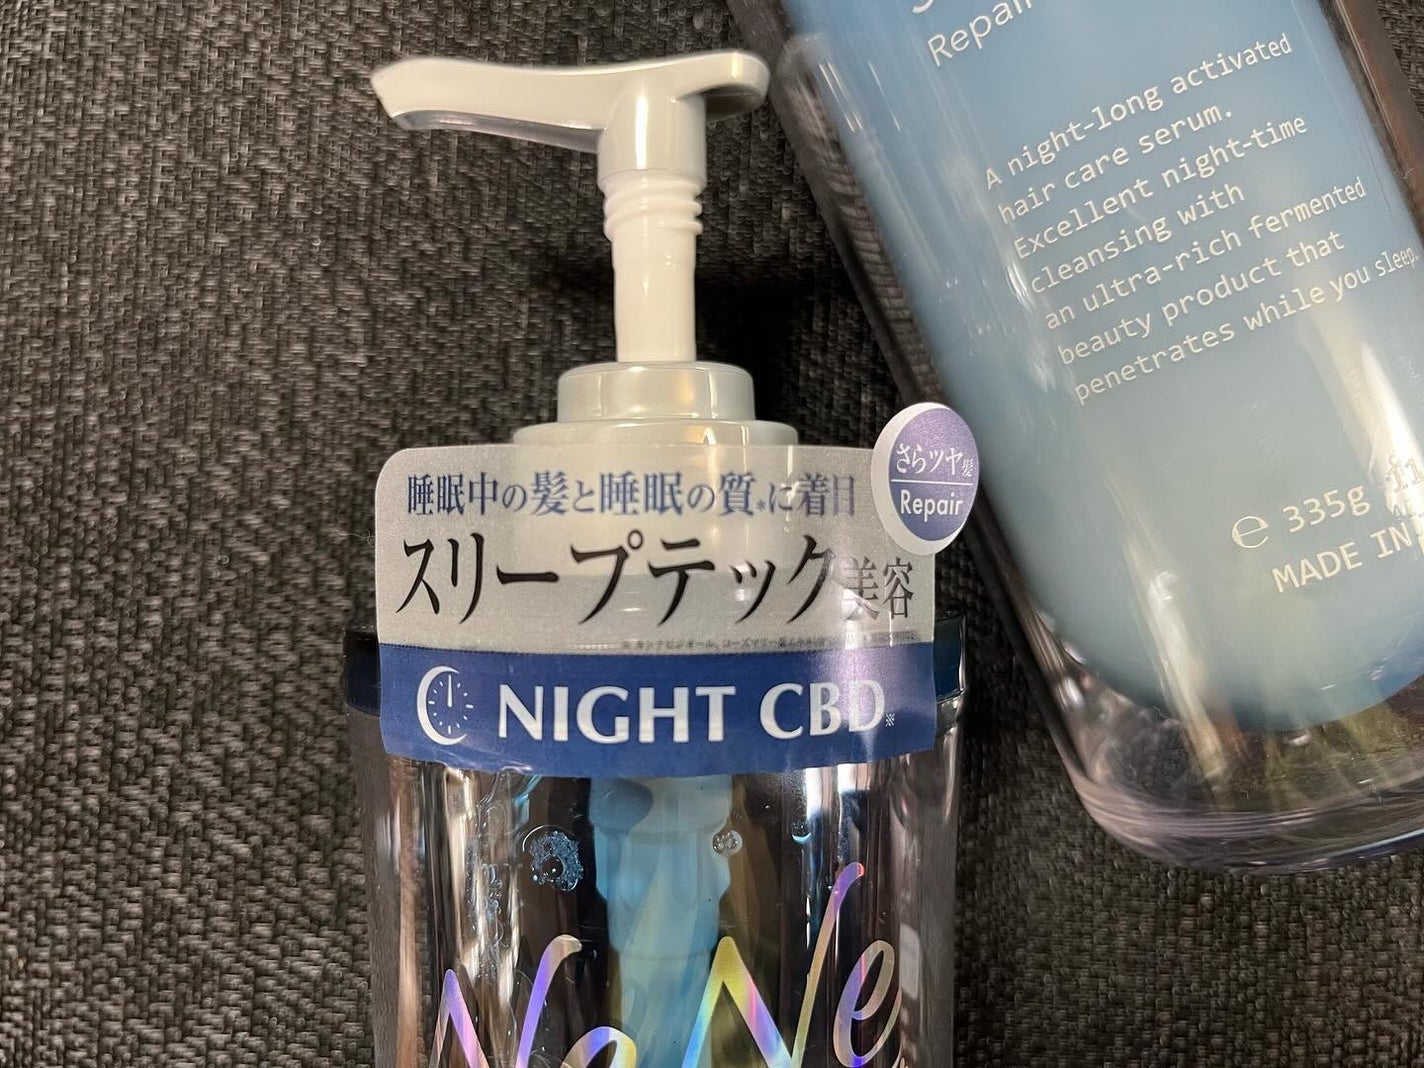 Repair
A night-long activated
hair care serum.
Excellent night-time
cleansing with
an ultra-rich fermented
beauty product that
penetrates while you sleep.
℮ 335g
MADE IN
さらツヤ髪
Repair
睡眠中の髪と睡眠の質*に着目
スリープテック美容
NIGHT CBD※
NeNe